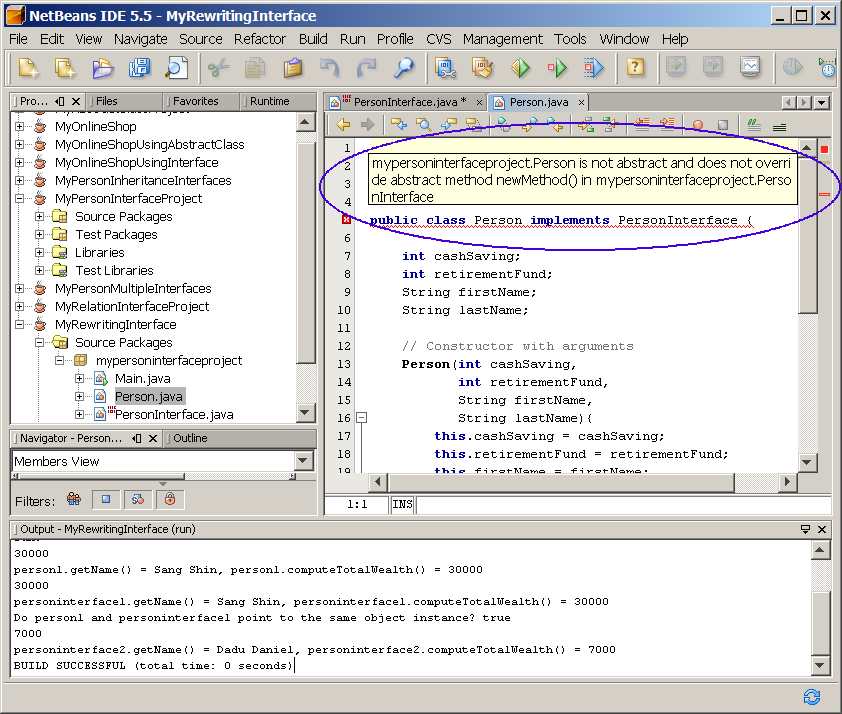 NetBeans IDE 5.5 - MyRewritingInterface
File Edit View Navigate Source Refactor Build Run Profile CVS Management Tools Window Help
Pro... Files Favorites Runtime
MyOnlineShop
MyOnlineShopUsingAbstractClass
MyOnlineShopUsingInterface
MyPersonInheritanceInterfaces
MyPersonInterfaceProject
Source Packages
Test Packages
Libraries
Test Libraries
MyPersonMultipleInterfaces
MyRelationInterfaceProject
MyRewritingInterface
Source Packages
mypersoninterfaceproject
Main.java
Person.java
PersonInterface.java
Navigator - Person... Outline
Members View
Filters:
PersonInterface.java * Person.java
1
2
3
4
mypersoninterfaceproject.Person is not abstract and does not overri
de abstract method newMethod() in mypersoninterfaceproject.Perso
nInterface
public class Person implements PersonInterface {
6
7 int cashSaving;
8 int retirementFund;
9 String firstName;
10 String lastName;
11
12 // Constructor with arguments
13 Person(int cashSaving,
14 int retirementFund,
15 String firstName,
16 String lastName){
17 this.cashSaving = cashSaving;
18 this.retirementFund = retirementFund;
19 this.firstName = firstName;
1:1 INS
Output - MyRewritingInterface (run)
30000
person1.getName() = Sang Shin, person1.computeTotalWealth() = 30000
30000
personinterface1.getName() = Sang Shin, personinterface1.computeTotalWealth() = 30000
Do person1 and personinterface1 point to the same object instance? true
7000
personinterface2.getName() = Dadu Daniel, personinterface2.computeTotalWealth() = 7000
BUILD SUCCESSFUL (total time: 0 seconds)